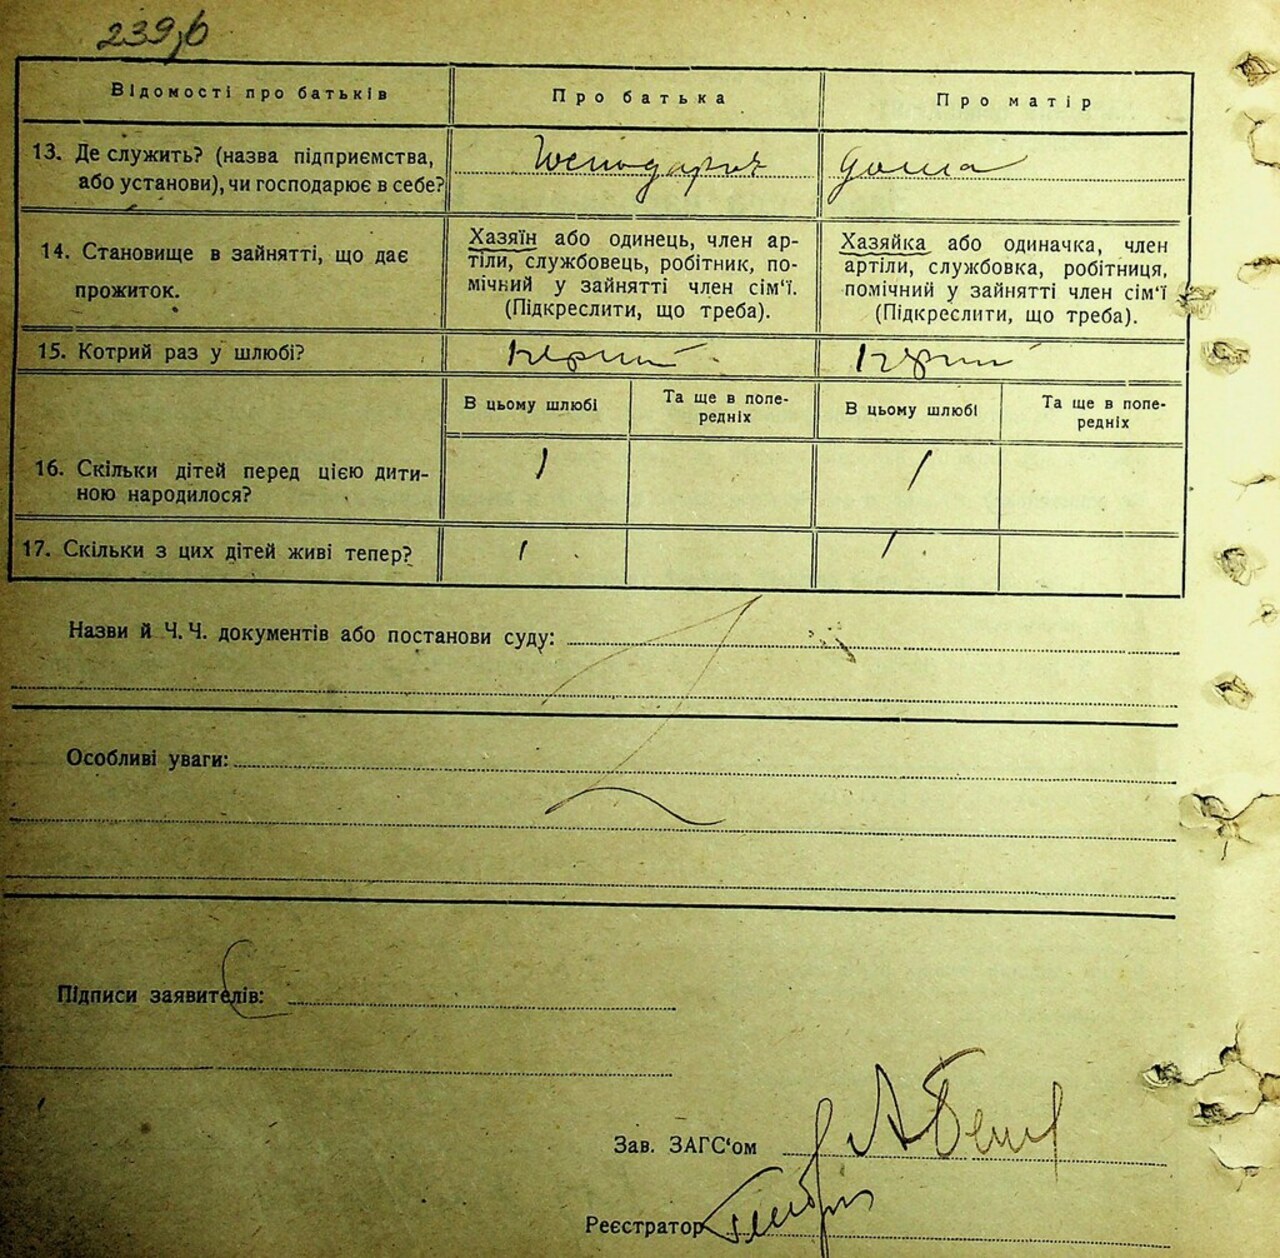 239
Відомості про батьків
Про батька
Про матір
13. Де служить? (назва підприємства,
або установи), чи господарює в себе?
дома
14. Становище в зайнятті, що дає
прожиток.
Хазяїн або одинець, член ар-
тіли, службовець, робітник, по-
мічний у зайнятті член сім‘ї.
(Підкреслити, що треба).
Хазяйка або одиначка, член
артіли, службовка, робітниця,
помічний у зайнятті член сім‘ї
(Підкреслити, що треба).
15. Котрий раз у шлюбі?
перший
перший
В цьому шлюбі
Та ще в попе-
редніх
В цьому шлюбі
Та ще в попе-
редніх
16. Скільки дітей перед цією дити-
ною народилося?
1
1
17. Скільки з цих дітей живі тепер?
1
1
Назви й Ч. Ч. документів або постанови суду:
Особливі уваги:
Підписи заявителів:
Зав. ЗАГС‘ом
Реєстратор